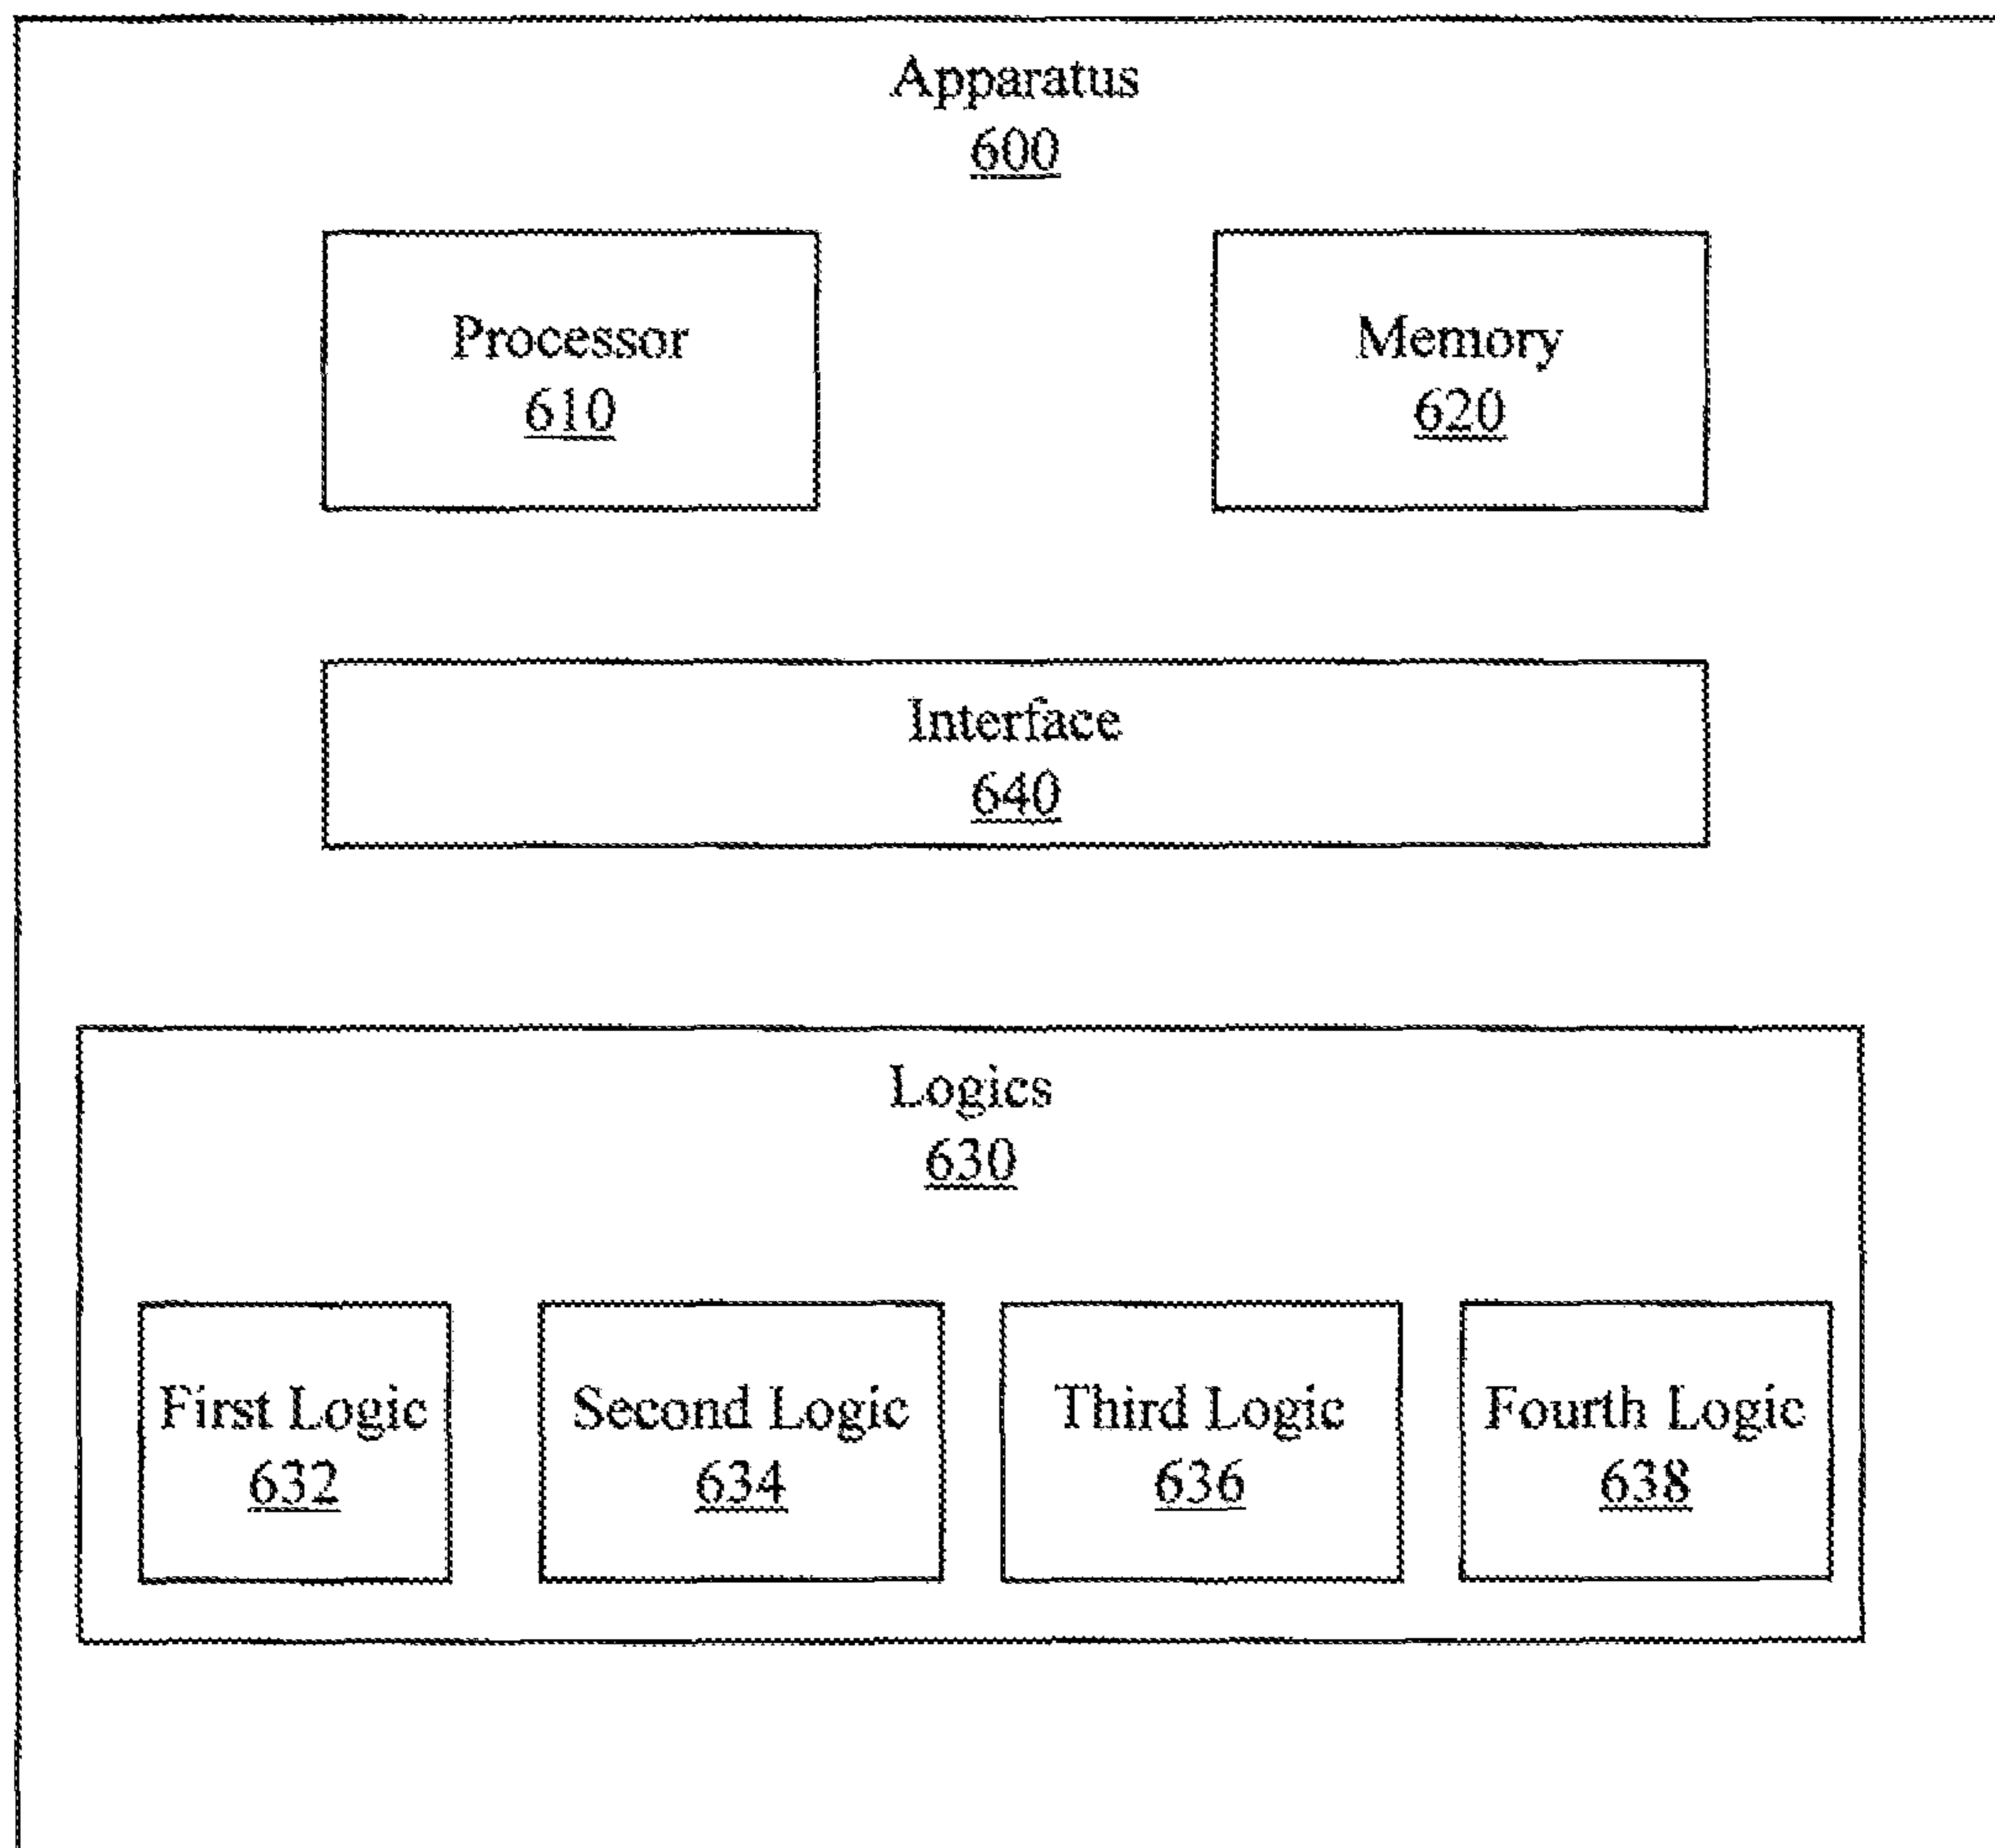 Apparatus
600
Processor
610
Memory
620
Interface
640
Logics
630
First Logic
632
Second Logic
634
Third Logic
636
Fourth Logic
638